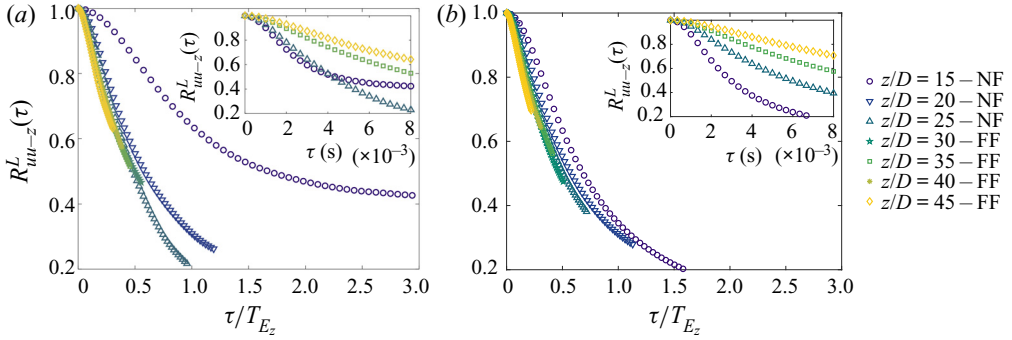 (a)
1.0
0.8
0.6
0.4
0.2
R^L_{uu−z}(τ)
0
0.5
1.0
1.5
2.0
2.5
3.0
τ/T_{E_z}
0.8
0.6
0.4
0.2
R^L_{uu−z}(τ)
0
2
4
6
8
τ (s) (×10⁻³)
(b)
1.0
0.8
0.6
0.4
0.2
0
0.5
1.0
1.5
2.0
2.5
3.0
τ/T_{E_z}
0.8
0.6
0.4
0.2
R^L_{uu−z}(τ)
0
2
4
6
8
τ (s) (×10⁻³)
z/D = 15 – NF
z/D = 20 – NF
z/D = 25 – NF
z/D = 30 – FF
z/D = 35 – FF
z/D = 40 – FF
z/D = 45 – FF